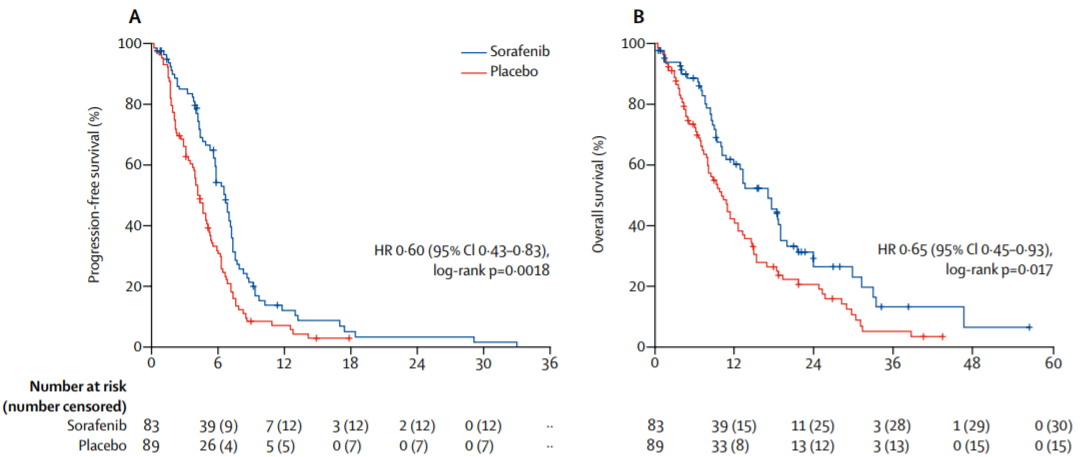 A
B
100
80
60
40
20
0
Progression-free survival (%)
Sorafenib
Placebo
HR 0·60 (95% CI 0·43–0·83),
log-rank p=0·0018
0 6 12 18 24 30 36
100
80
60
40
20
0
Overall survival (%)
HR 0·65 (95% CI 0·45–0·93),
log-rank p=0·017
0 12 24 36 48 60
Number at risk
(number censored)
Sorafenib 83 39 (9) 7 (12) 3 (12) 2 (12) 0 (12) ·· 83 39 (15) 11 (25) 3 (28) 1 (29) 0 (30)
Placebo 89 26 (4) 5 (5) 0 (7) 0 (7) 0 (7) ·· 89 33 (8) 13 (12) 3 (13) 0 (15) 0 (15)